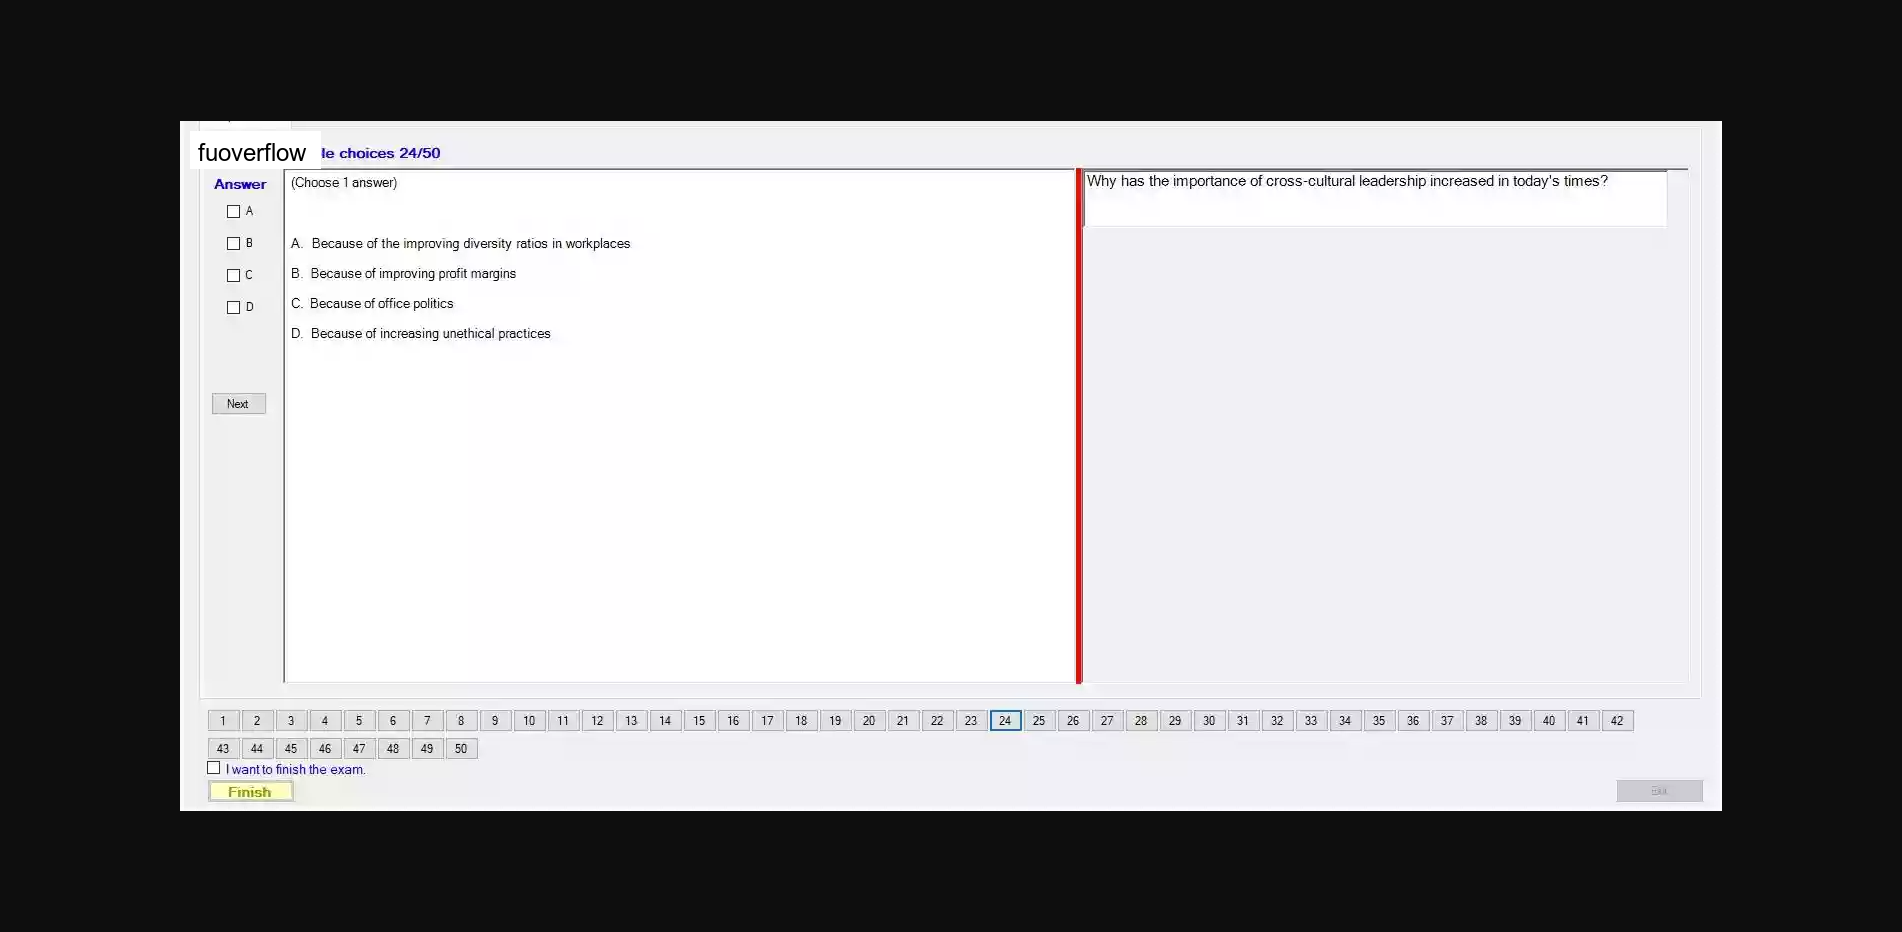 fuoverflow
le choices 24/50
Answer
(Choose 1 answer)
Why has the importance of cross-cultural leadership increased in today's times?
A
B
C
D
A. Because of the improving diversity ratios in workplaces
B. Because of improving profit margins
C. Because of office politics
D. Because of increasing unethical practices
Next
1 2 3 4 5 6 7 8 9 10 11 12 13 14 15 16 17 18 19 20 21 22 23 24 25 26 27 28 29 30 31 32 33 34 35 36 37 38 39 40 41 42
43 44 45 46 47 48 49 50
I want to finish the exam.
Finish
Exit